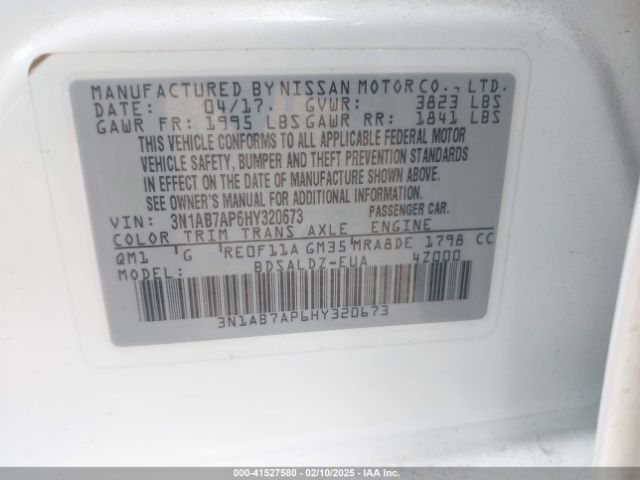 MANUFACTURED BY NISSAN MOTOR CO., LTD.
DATE: 04/17. GVWR: 3823 LBS
GAWR FR: 1995 LBS GAWR RR: 1841 LBS
THIS VEHICLE CONFORMS TO ALL APPLICABLE FEDERAL MOTOR
VEHICLE SAFETY, BUMPER AND THEFT PREVENTION STANDARDS
IN EFFECT ON THE DATE OF MANUFACTURE SHOWN ABOVE.
SEE OWNER'S MANUAL FOR ADDITIONAL INFORMATION.
VIN: 3N1AB7AP6HY320673 PASSENGER CAR.
COLOR TRIM TRANS AXLE ENGINE
QM1 G RE0F11A GM35 MRA8DE 1798 CC
MODEL: BDSALDZ-EUA 4Z000
3N1AB7AP6HY320673
000-41527580 — 02/10/2025 — IAA Inc.